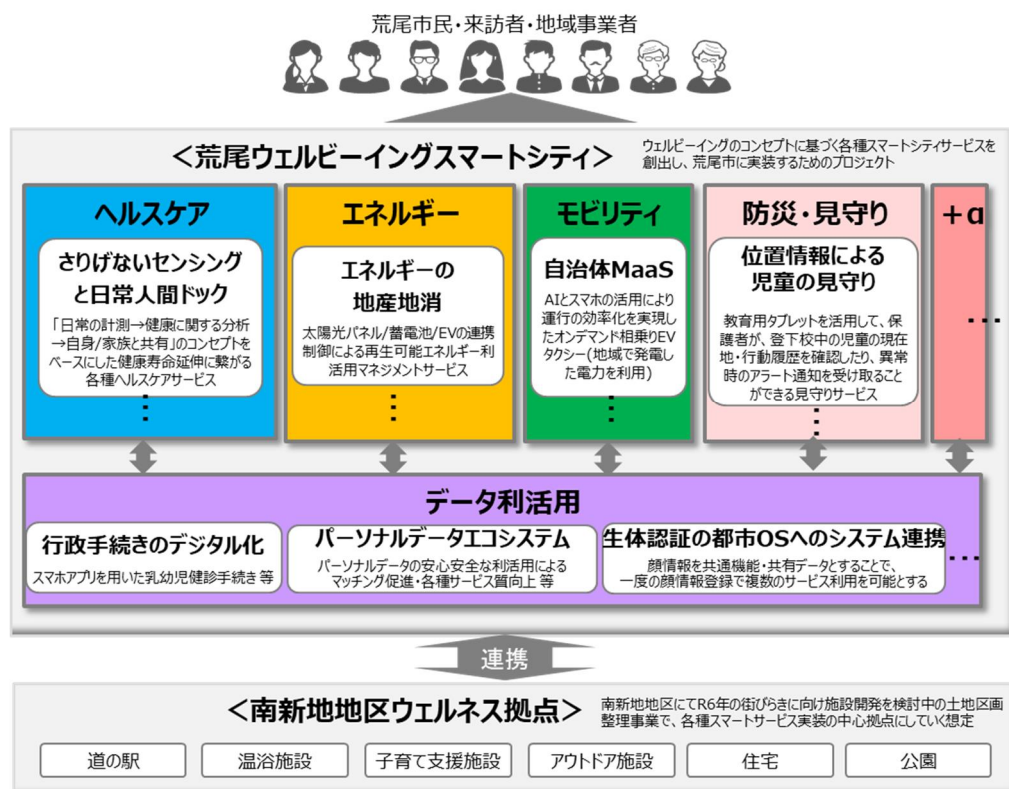 荒尾市民・来訪者・地域事業者
＜荒尾ウェルビーイングスマートシティ＞
ウェルビーイングのコンセプトに基づく各種スマートシティサービスを
創出し、荒尾市に実装するためのプロジェクト
ヘルスケア
さりげないセンシング
と日常人間ドック
「日常の計測→健康に関する分析
→自身/家族と共有」のコンセプトを
ベースにした健康寿命延伸に繋がる
各種ヘルスケアサービス
エネルギー
エネルギーの
地産地消
太陽光パネル/蓄電池/EVの連携
制御による再生可能エネルギー利
活用マネジメントサービス
モビリティ
自治体MaaS
AIとスマホの活用により
運行の効率化を実現し
たオンデマンド相乗りEV
タクシー(地域で発電し
た電力を利用)
防災・見守り
位置情報による
児童の見守り
教育用タブレットを活用して、保
護者が、登下校中の児童の現在
地・行動履歴を確認したり、異常
時のアラート通知を受け取ること
ができる見守りサービス
＋α
データ利活用
行政手続きのデジタル化
スマホアプリを用いた乳幼児健診手続き 等
パーソナルデータエコシステム
パーソナルデータの安心安全な利活用による
マッチング促進・各種サービス質向上 等
生体認証の都市OSへのシステム連携
顔情報を共通機能・共有データとすることで、
一度の顔情報登録で複数のサービス利用を可能とする
連携
＜南新地地区ウェルネス拠点＞
南新地地区にてR6年の街びらきに向け施設開発を検討中の土地区画
整理事業で、各種スマートサービス実装の中心拠点にしていく想定
道の駅
温浴施設
子育て支援施設
アウトドア施設
住宅
公園